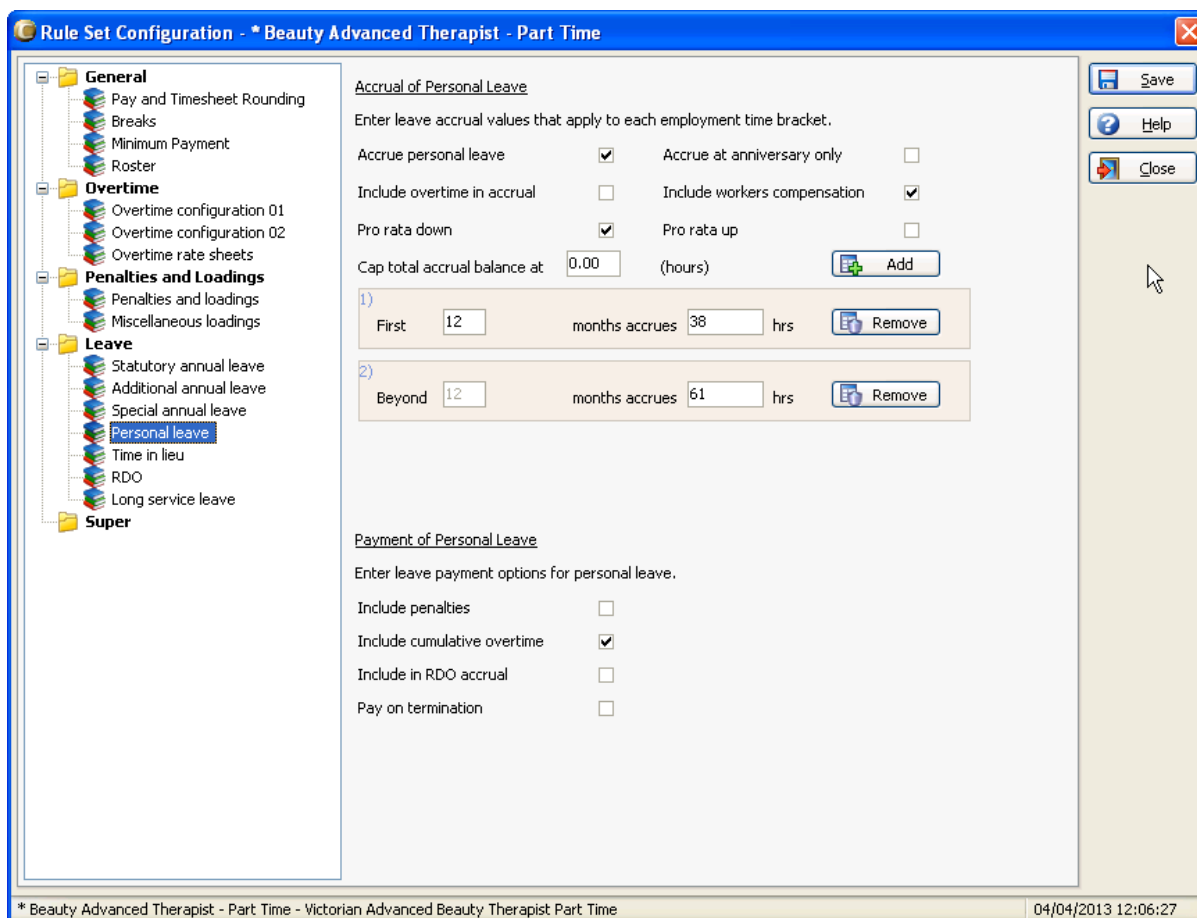 Rule Set Configuration - * Beauty Advanced Therapist - Part Time
General
Pay and Timesheet Rounding
Breaks
Minimum Payment
Roster
Overtime
Overtime configuration 01
Overtime configuration 02
Overtime rate sheets
Penalties and Loadings
Penalties and loadings
Miscellaneous loadings
Leave
Statutory annual leave
Additional annual leave
Special annual leave
Personal leave
Time in lieu
RDO
Long service leave
Super
Accrual of Personal Leave
Enter leave accrual values that apply to each employment time bracket.
Accrue personal leave Accrue at anniversary only
Include overtime in accrual Include workers compensation
Pro rata down Pro rata up
Cap total accrual balance at 0.00 (hours) Add
1)
First 12 months accrues 38 hrs Remove
2)
Beyond 12 months accrues 61 hrs Remove
Payment of Personal Leave
Enter leave payment options for personal leave.
Include penalties
Include cumulative overtime
Include in RDO accrual
Pay on termination
Save
Help
Close
* Beauty Advanced Therapist - Part Time - Victorian Advanced Beauty Therapist Part Time 04/04/2013 12:06:27